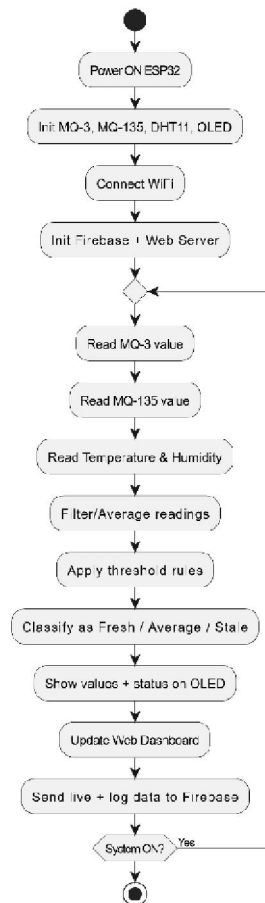 Power ON ESP32
Init MQ-3, MQ-135, DHT11, OLED
Connect WiFi
Init Firebase + Web Server
Read MQ-3 value
Read MQ-135 value
Read Temperature & Humidity
Filter/Average readings
Apply threshold rules
Classify as Fresh / Average / Stale
Show values + status on OLED
Update Web Dashboard
Send live + log data to Firebase
System ON?
Yes